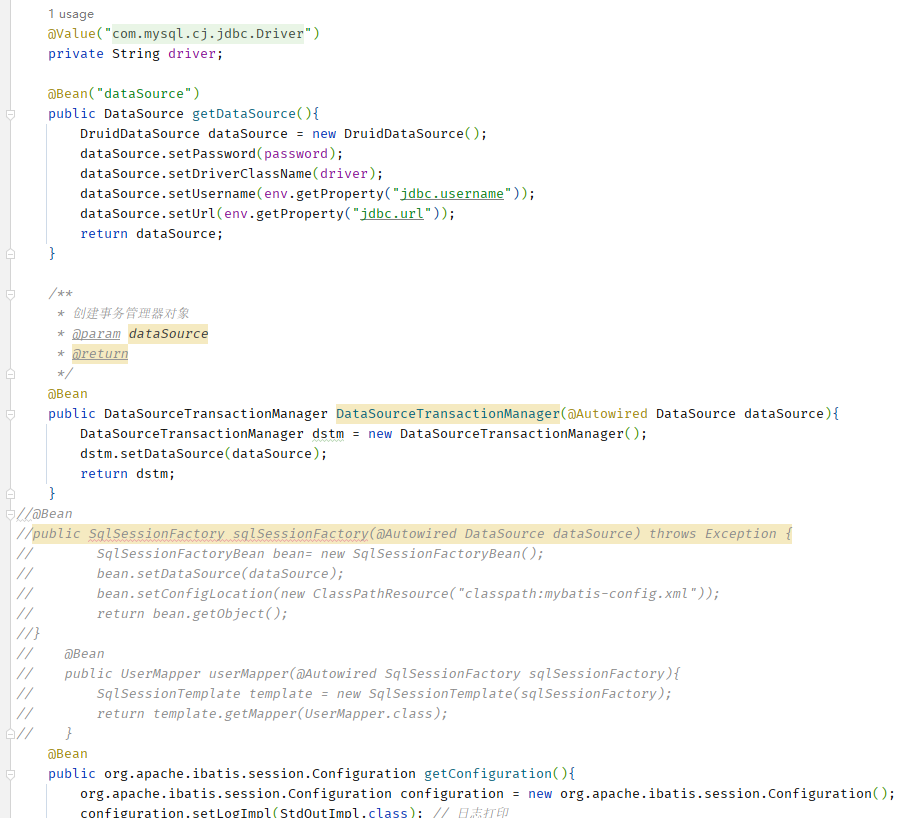 1 usage
@Value("com.mysql.cj.jdbc.Driver")
private String driver;
@Bean("dataSource")
public DataSource getDataSource(){
DruidDataSource dataSource = new DruidDataSource();
dataSource.setPassword(password);
dataSource.setDriverClassName(driver);
dataSource.setUsername(env.getProperty("jdbc.username"));
dataSource.setUrl(env.getProperty("jdbc.url"));
return dataSource;
}
/**
* 创建事务管理器对象
* @param dataSource
* @return
*/
@Bean
public DataSourceTransactionManager DataSourceTransactionManager(@Autowired DataSource dataSource){
DataSourceTransactionManager dstm = new DataSourceTransactionManager();
dstm.setDataSource(dataSource);
return dstm;
}
//@Bean
//public SqlSessionFactory sqlSessionFactory(@Autowired DataSource dataSource) throws Exception {
//        SqlSessionFactoryBean bean= new SqlSessionFactoryBean();
//        bean.setDataSource(dataSource);
//        bean.setConfigLocation(new ClassPathResource("classpath:mybatis-config.xml"));
//        return bean.getObject();
//}
//    @Bean
//    public UserMapper userMapper(@Autowired SqlSessionFactory sqlSessionFactory){
//        SqlSessionTemplate template = new SqlSessionTemplate(sqlSessionFactory);
//        return template.getMapper(UserMapper.class);
//    }
@Bean
public org.apache.ibatis.session.Configuration getConfiguration(){
org.apache.ibatis.session.Configuration configuration = new org.apache.ibatis.session.Configuration();
configuration.setLogImpl(StdOutImpl.class); // 日志打印